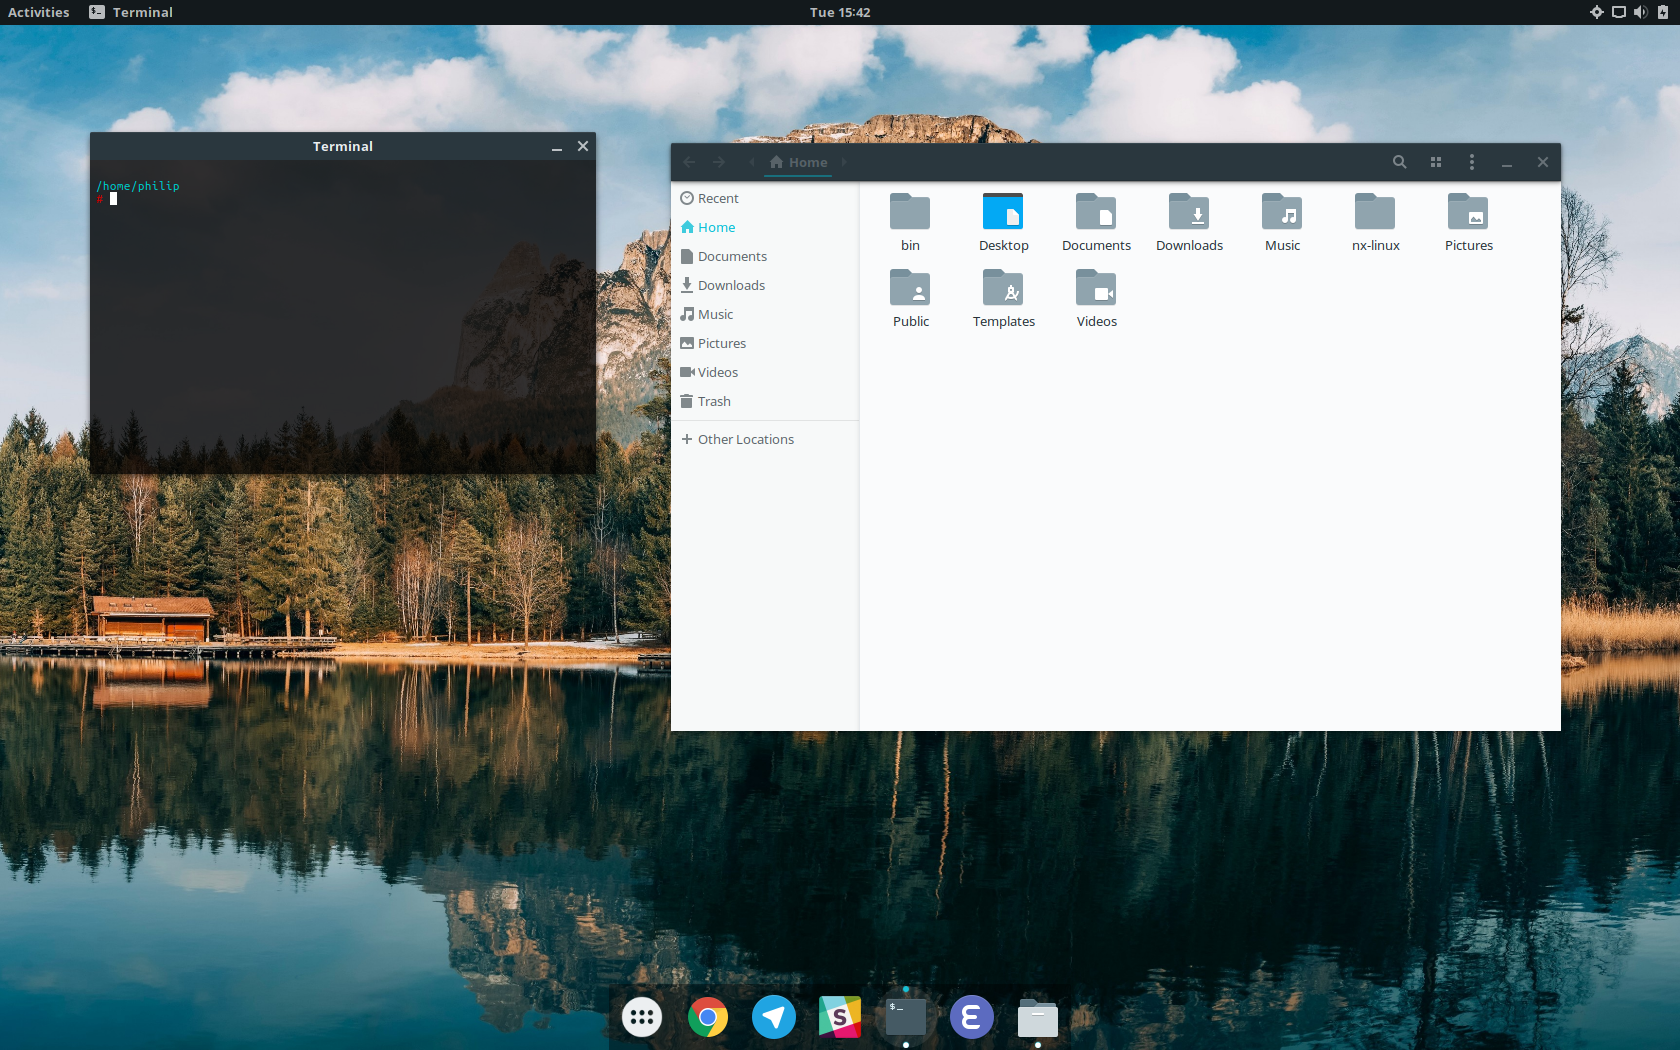 Activities Terminal Tue 15:42
Terminal
/home/philip
#
Home
Recent
Home
Documents
Downloads
Music
Pictures
Videos
Trash
Other Locations
bin Desktop Documents Downloads Music nx-linux Pictures
Public Templates Videos
$_ S E